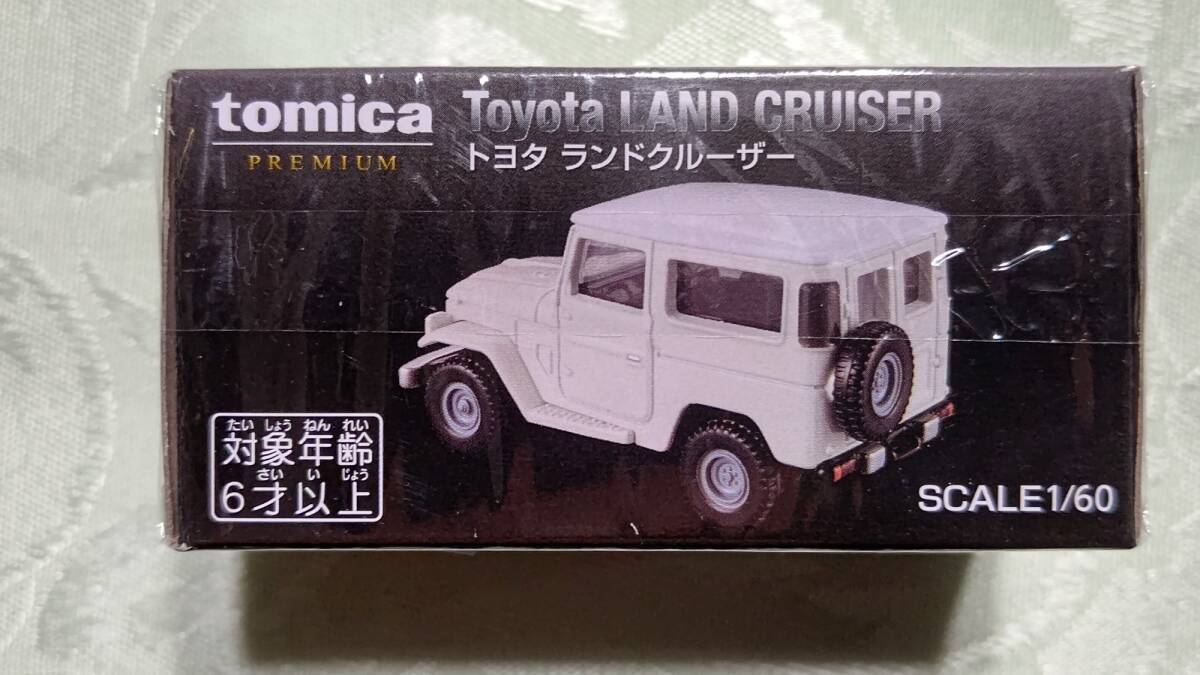 tomica
PREMIUM
Toyota LAND CRUISER
トヨタ ランドクルーザー
たいしょうねんれい
対象年齢
さいいじょう
6才以上
SCALE1/60